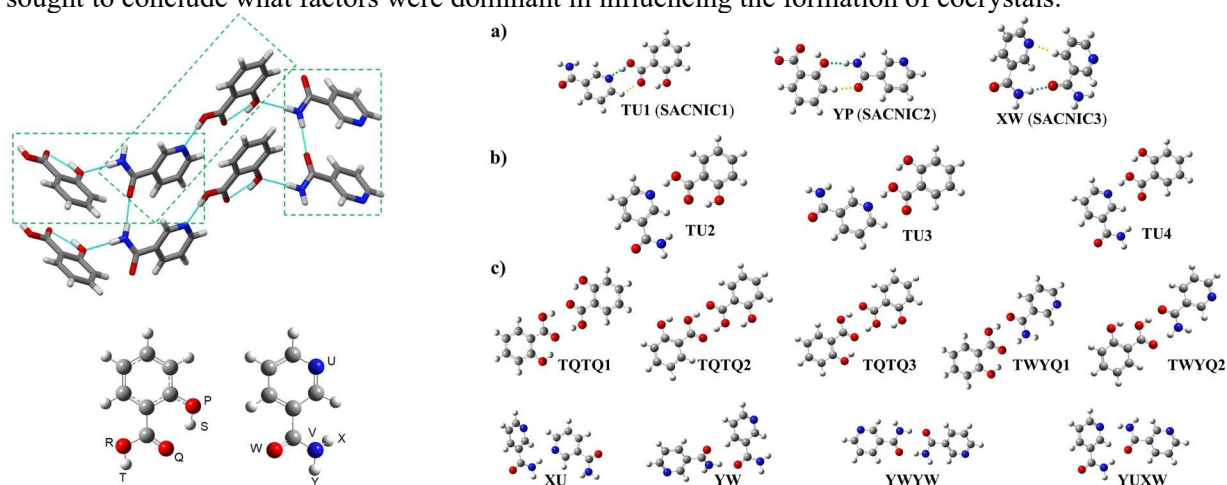 sought to conclude what factors were dominant in influencing the formation of cocrystals.
a)
TU1 (SACNIC1)
YP (SACNIC2)
XW (SACNIC3)
b)
TU2
TU3
TU4
c)
TQTQ1
TQTQ2
TQTQ3
TWYQ1
TWYQ2
XU
YW
YWYW
YUXW
U
P
S
V
X
R
Q
W
T
Y